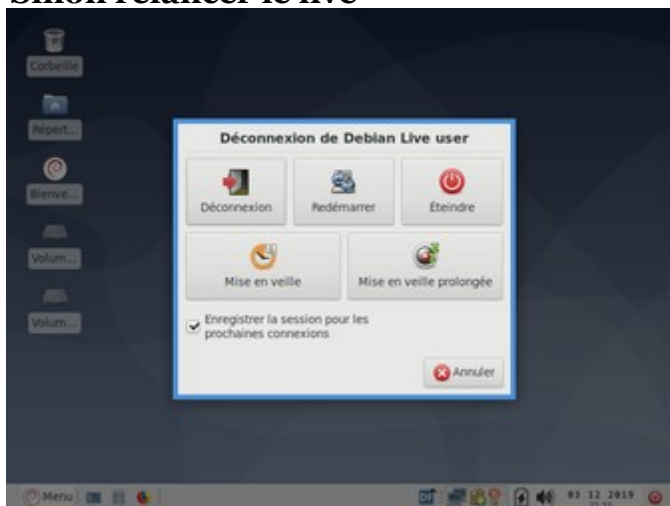 Sinon relancer le live
Corbeille
Répert...
Bienve...
Volum...
Volum...
Déconnexion de Debian Live user
Déconnexion
Redémarrer
Éteindre
Mise en veille
Mise en veille prolongée
Enregistrer la session pour les
prochaines connexions
Annuler
Menu
DF
03 12 2019